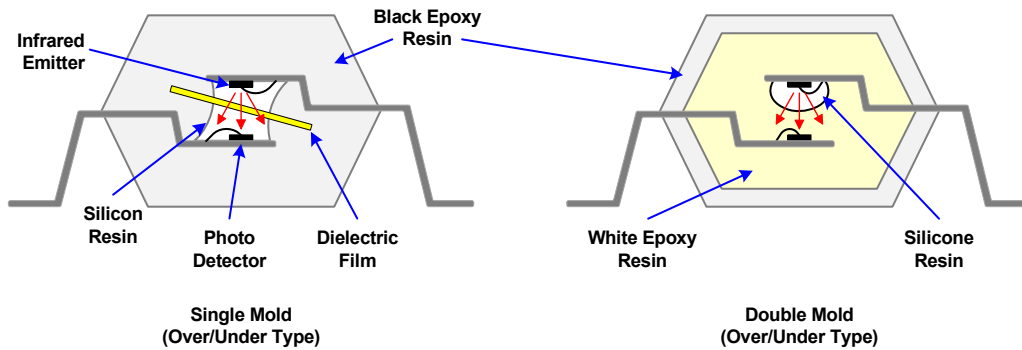 Black Epoxy
Resin
Infrared
Emitter
Silicon
Resin
Photo
Detector
Dielectric
Film
White Epoxy
Resin
Silicone
Resin
Single Mold
(Over/Under Type)
Double Mold
(Over/Under Type)